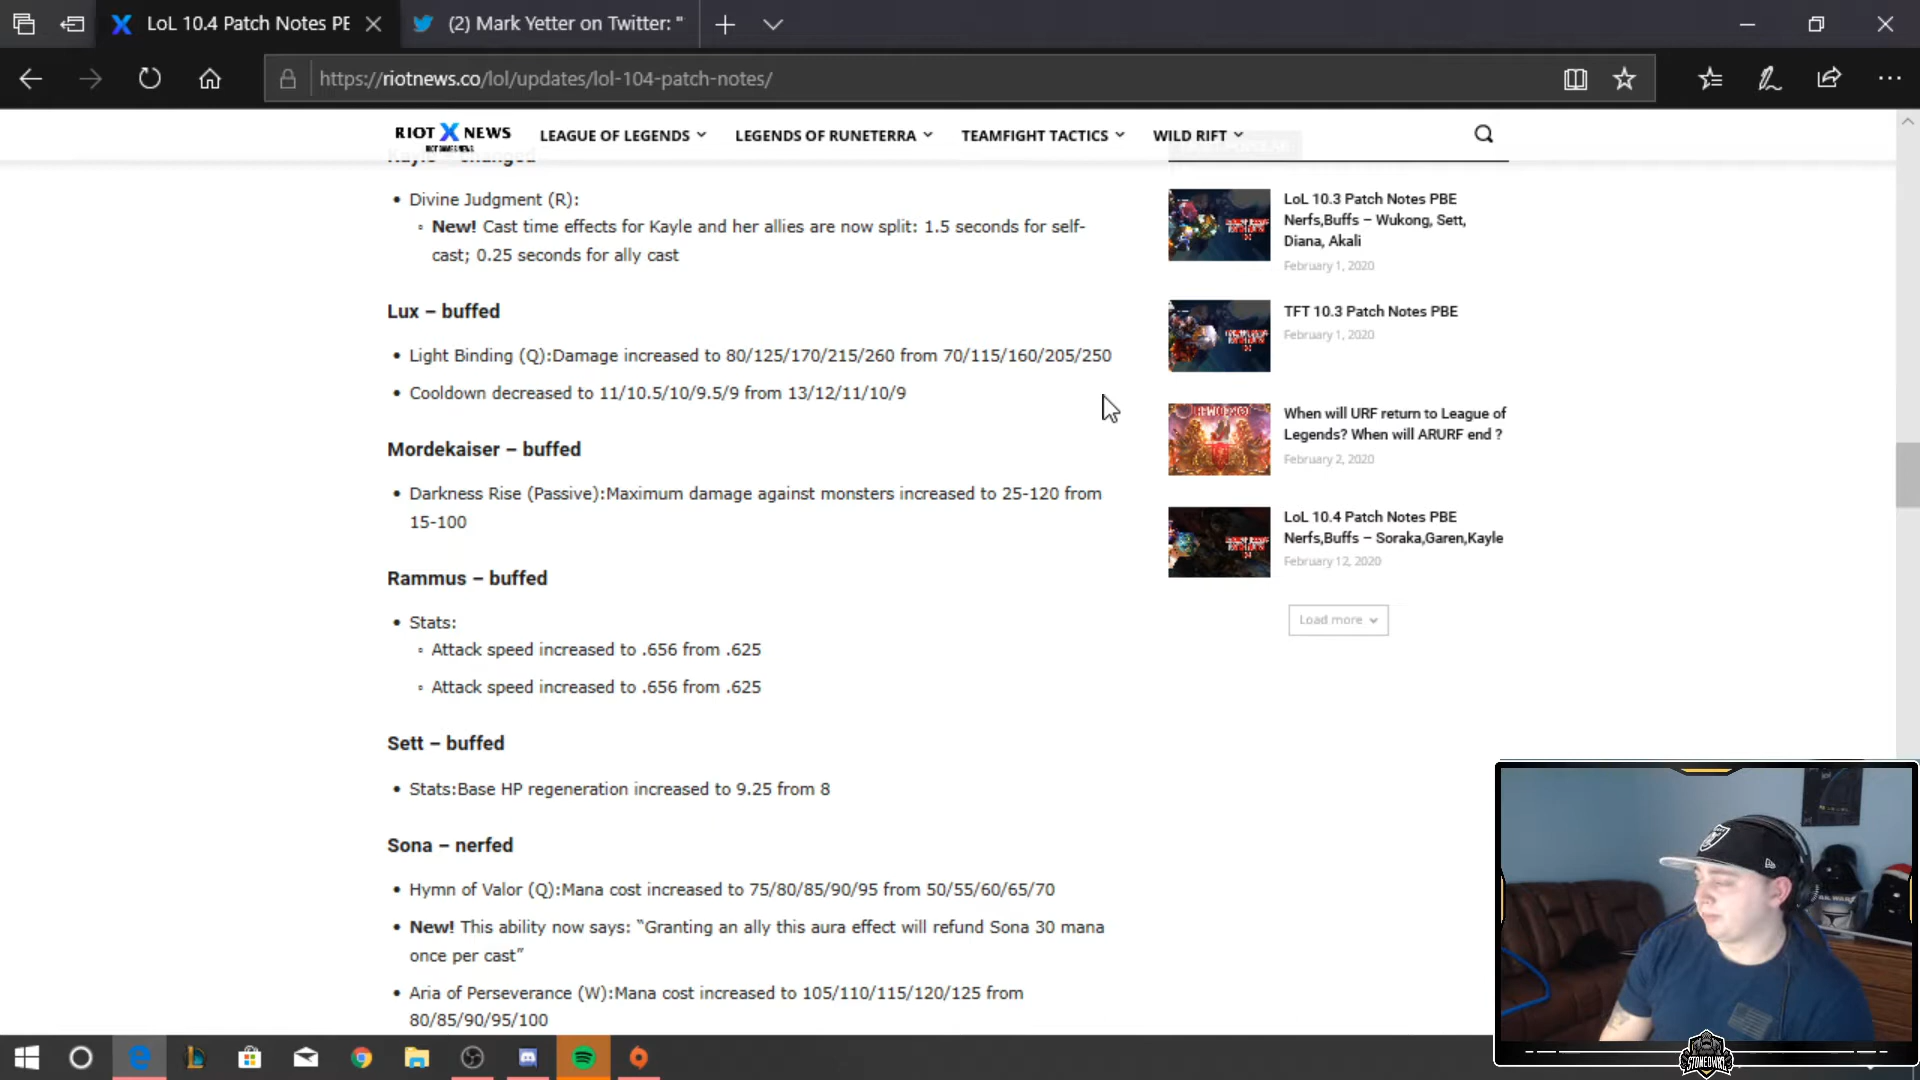 LoL 10.4 Patch Notes PE
(2) Mark Yetter on Twitter: "
https://riotnews.co/lol/updates/lol-104-patch-notes/
RIOT X NEWS
LEAGUE OF LEGENDS
LEGENDS OF RUNETERRA
TEAMFIGHT TACTICS
WILD RIFT
• Divine Judgment (R):
◦ New! Cast time effects for Kayle and her allies are now split: 1.5 seconds for self-
cast; 0.25 seconds for ally cast
Lux – buffed
• Light Binding (Q):Damage increased to 80/125/170/215/260 from 70/115/160/205/250
• Cooldown decreased to 11/10.5/10/9.5/9 from 13/12/11/10/9
Mordekaiser – buffed
• Darkness Rise (Passive):Maximum damage against monsters increased to 25-120 from
15-100
Rammus – buffed
• Stats:
◦ Attack speed increased to .656 from .625
◦ Attack speed increased to .656 from .625
Sett – buffed
• Stats:Base HP regeneration increased to 9.25 from 8
Sona – nerfed
• Hymn of Valor (Q):Mana cost increased to 75/80/85/90/95 from 50/55/60/65/70
• New! This ability now says: “Granting an ally this aura effect will refund Sona 30 mana
once per cast”
• Aria of Perseverance (W):Mana cost increased to 105/110/115/120/125 from
80/85/90/95/100
LoL 10.3 Patch Notes PBE
Nerfs,Buffs – Wukong, Sett,
Diana, Akali
February 1, 2020
TFT 10.3 Patch Notes PBE
February 1, 2020
When will URF return to League of
Legends? When will ARURF end ?
February 2, 2020
LoL 10.4 Patch Notes PBE
Nerfs,Buffs – Soraka,Garen,Kayle
February 12, 2020
Load more
STAR WARS